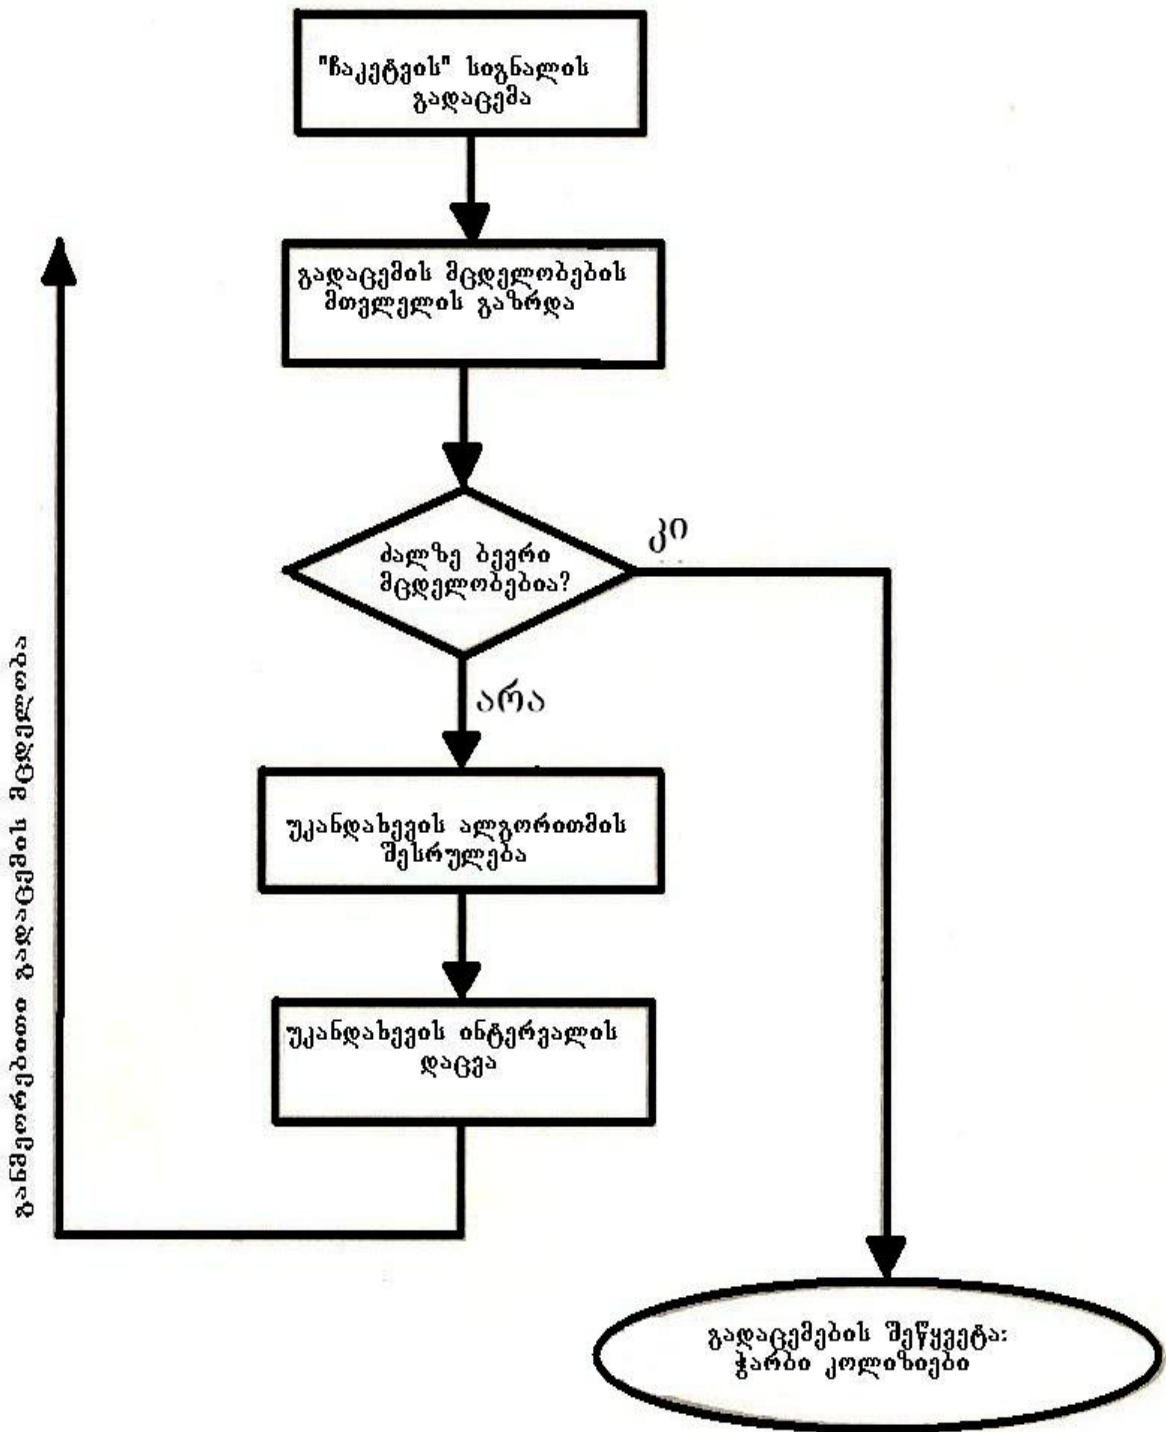 "ჩაკეტვის" სიგნალის
გადაცემა
გადაცემის მცდელობების
მთვლელის გაზრდა
ძალზე ბევრი
მცდელობებია?
კი
არა
უკანდახევის ალგორითმის
შესრულება
უკანდახევის ინტერვალის
დაცვა
განმეორებითი გადაცემის მცდელობა
გადაცემების შეწყვეტა:
ჭარბი კოლიზიები